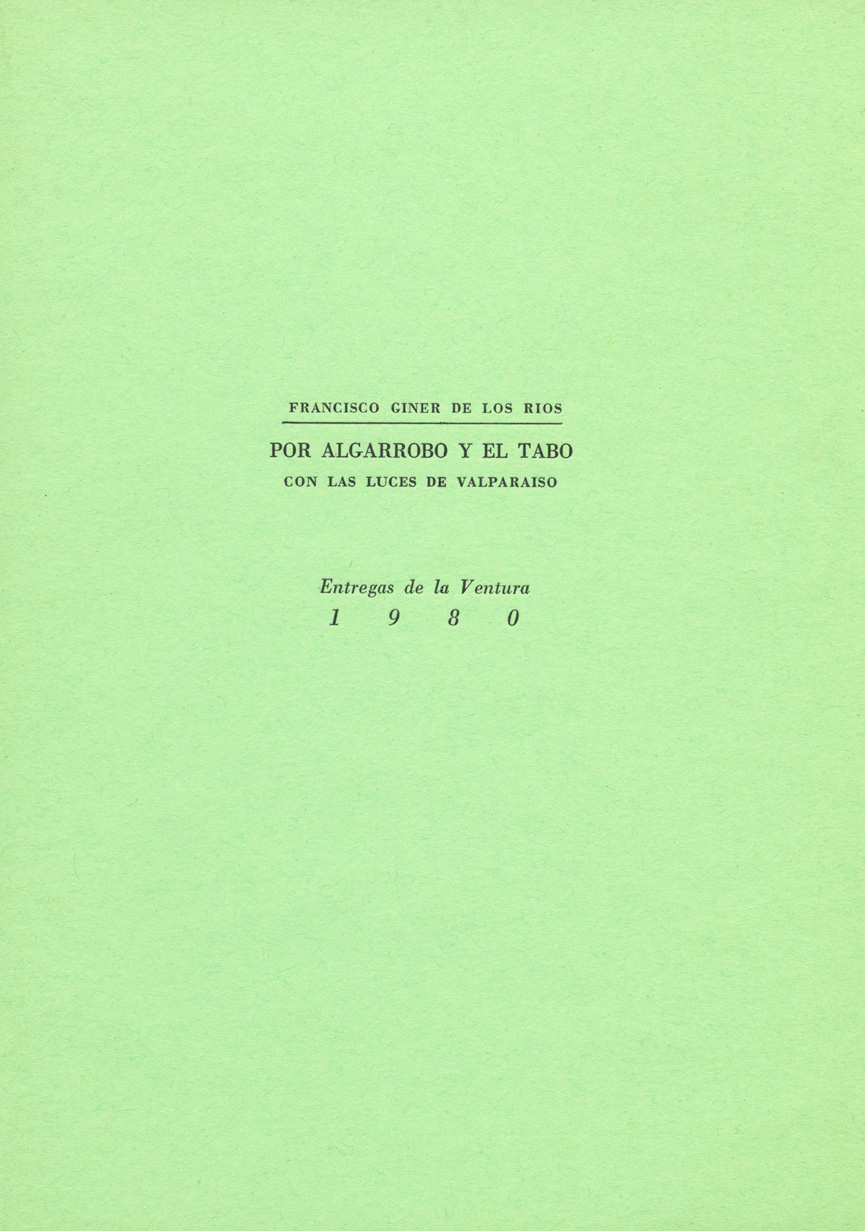 FRANCISCO GINER DE LOS RIOS
POR ALGARROBO Y EL TABO
CON LAS LUCES DE VALPARAISO
Entregas de la Ventura
1 9 8 0